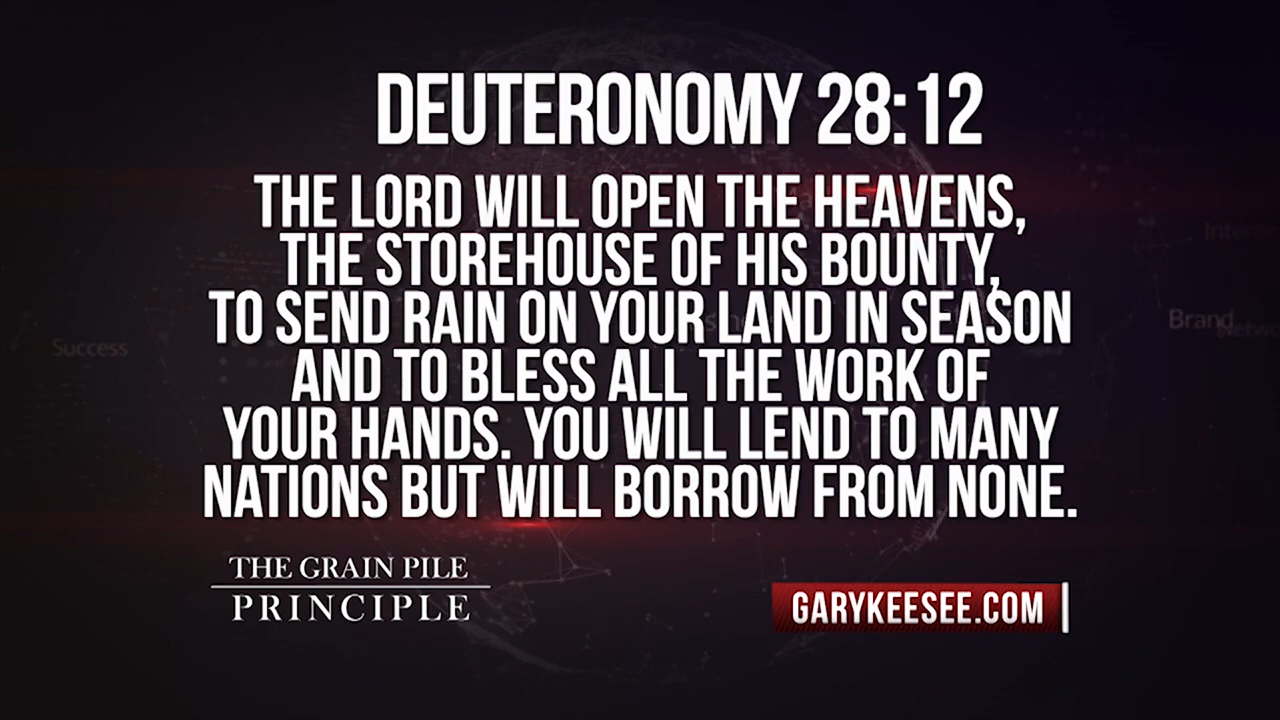 DEUTERONOMY 28:12
THE LORD WILL OPEN THE HEAVENS,
THE STOREHOUSE OF HIS BOUNTY,
TO SEND RAIN ON YOUR LAND IN SEASON
AND TO BLESS ALL THE WORK OF
YOUR HANDS. YOU WILL LEND TO MANY
NATIONS BUT WILL BORROW FROM NONE.
Success
Brand
THE GRAIN PILE
PRINCIPLE
GARYKEESEE.COM